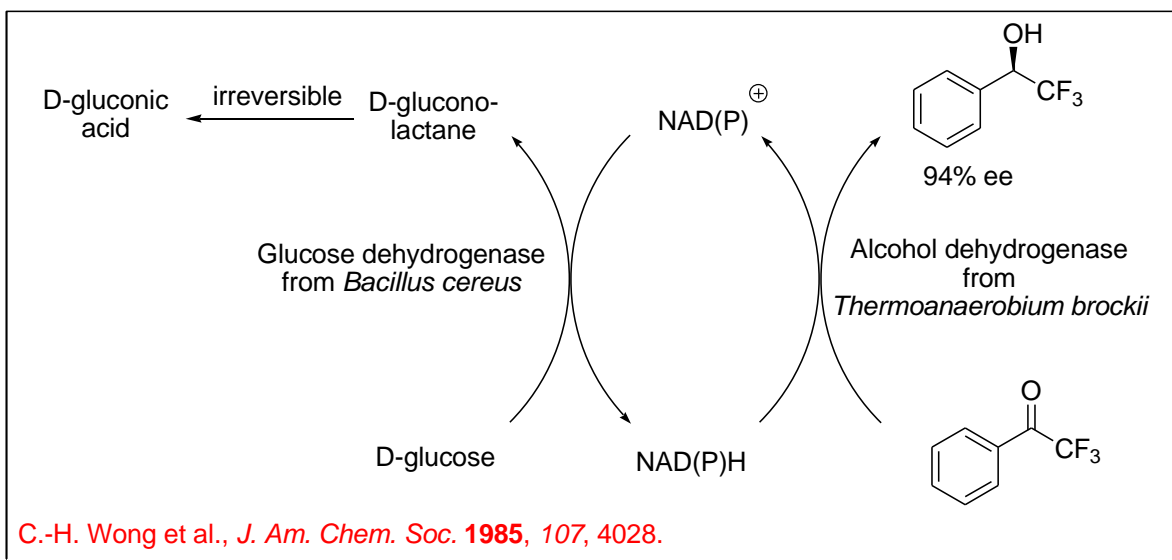 OH
D-gluconic
acid
irreversible
D-glucono-
lactane
NAD(P)⊕
CF3
94% ee
Glucose dehydrogenase
from Bacillus cereus
Alcohol dehydrogenase
from
Thermoanaerobium brockii
O
CF3
D-glucose
NAD(P)H
C.-H. Wong et al., J. Am. Chem. Soc. 1985, 107, 4028.